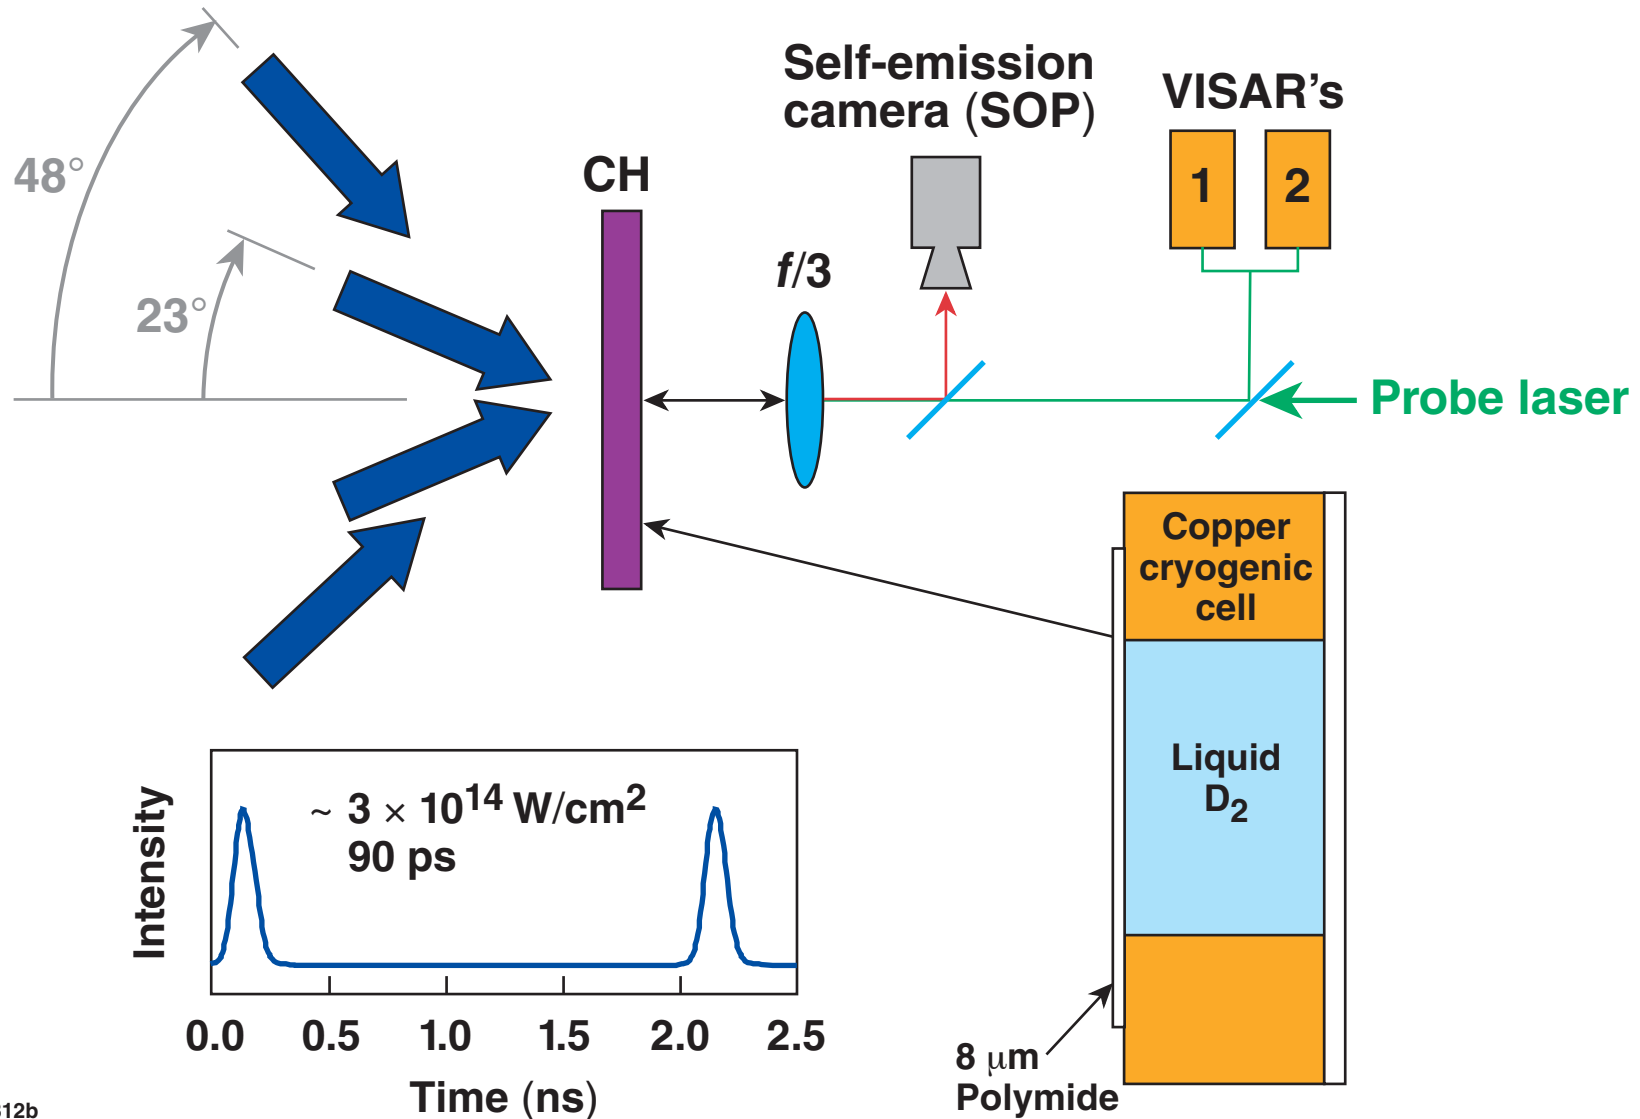 Self-emission
camera (SOP)
VISAR's
1
2
48°
CH
f/3
23°
Probe laser
Copper
cryogenic
cell
Liquid
D2
~ 3 × 10^14 W/cm^2
90 ps
Intensity
0.0 0.5 1.0 1.5 2.0 2.5
Time (ns)
8 μm
Polymide
12b